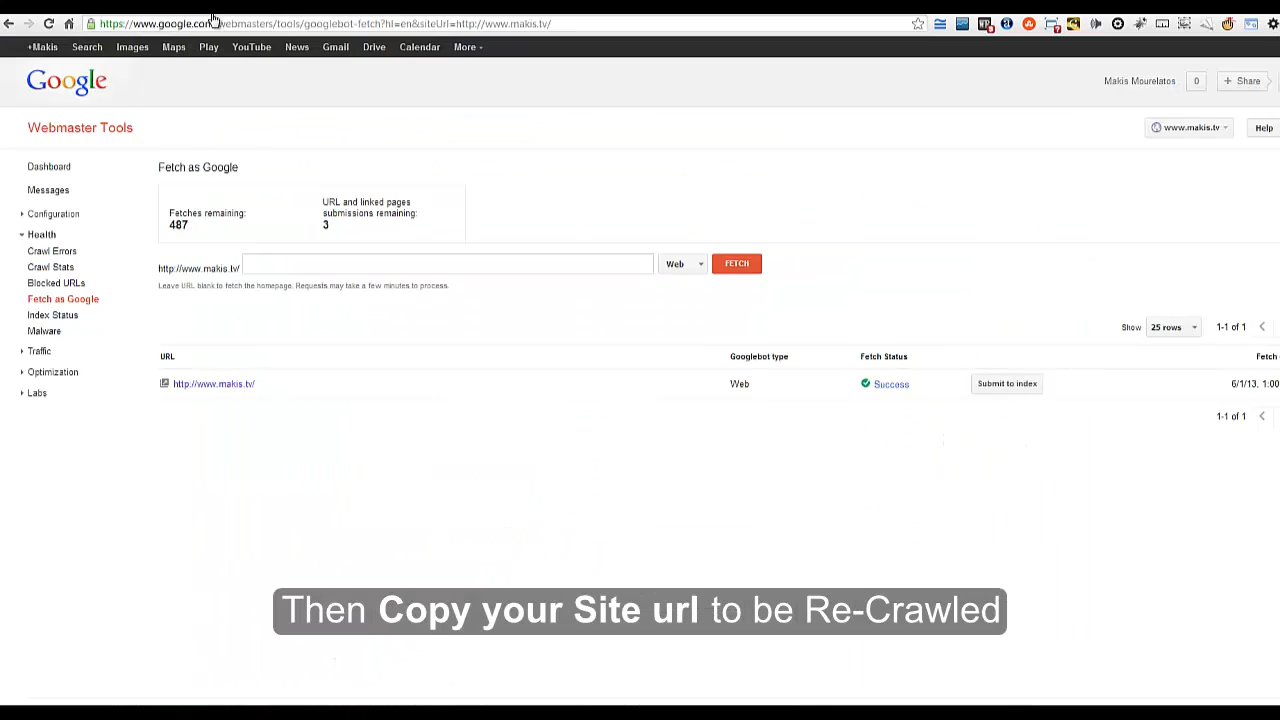 https://www.google.com/webmasters/tools/googlebot-fetch?hl=en&siteUrl=http://www.makis.tv/
+Makis Search Images Maps Play YouTube News Gmail Drive Calendar More
Google
Makis Mourelatos 0 + Share
Webmaster Tools
www.makis.tv Help
Dashboard
Messages
Configuration
Health
Crawl Errors
Crawl Stats
Blocked URLs
Fetch as Google
Index Status
Malware
Traffic
Optimization
Labs
Fetch as Google
Fetches remaining:
487
URL and linked pages
submissions remaining:
3
http://www.makis.tv/ Web FETCH
Leave URL blank to fetch the homepage. Requests may take a few minutes to process.
Show 25 rows 1-1 of 1
URL Googlebot type Fetch Status Fetch
http://www.makis.tv/ Web Success Submit to index 6/1/13, 1:00
1-1 of 1
Then Copy your Site url to be Re-Crawled